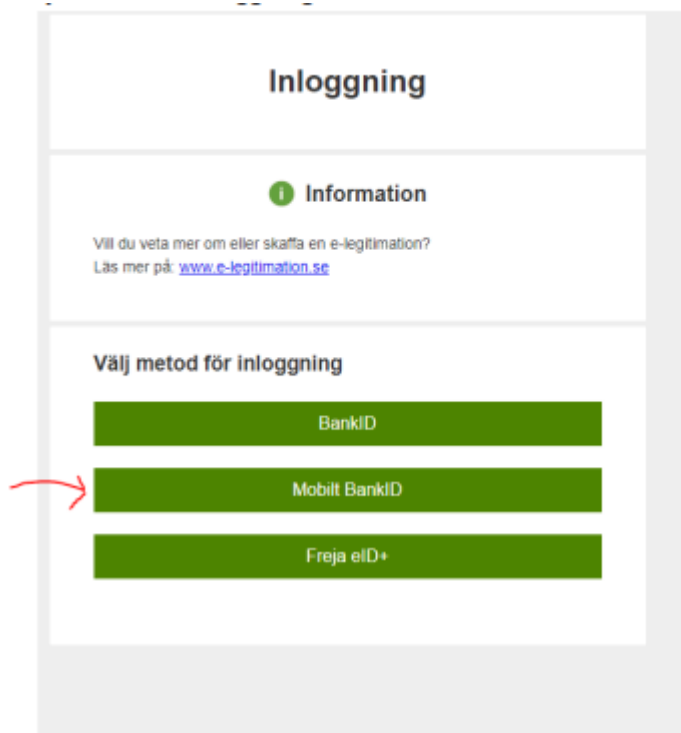 Inloggning
Information
Vill du veta mer om eller skaffa en e-legitimation?
Läs mer på: www.e-legitimation.se
Välj metod för inloggning
BankID
Mobilt BankID
Freja eID+